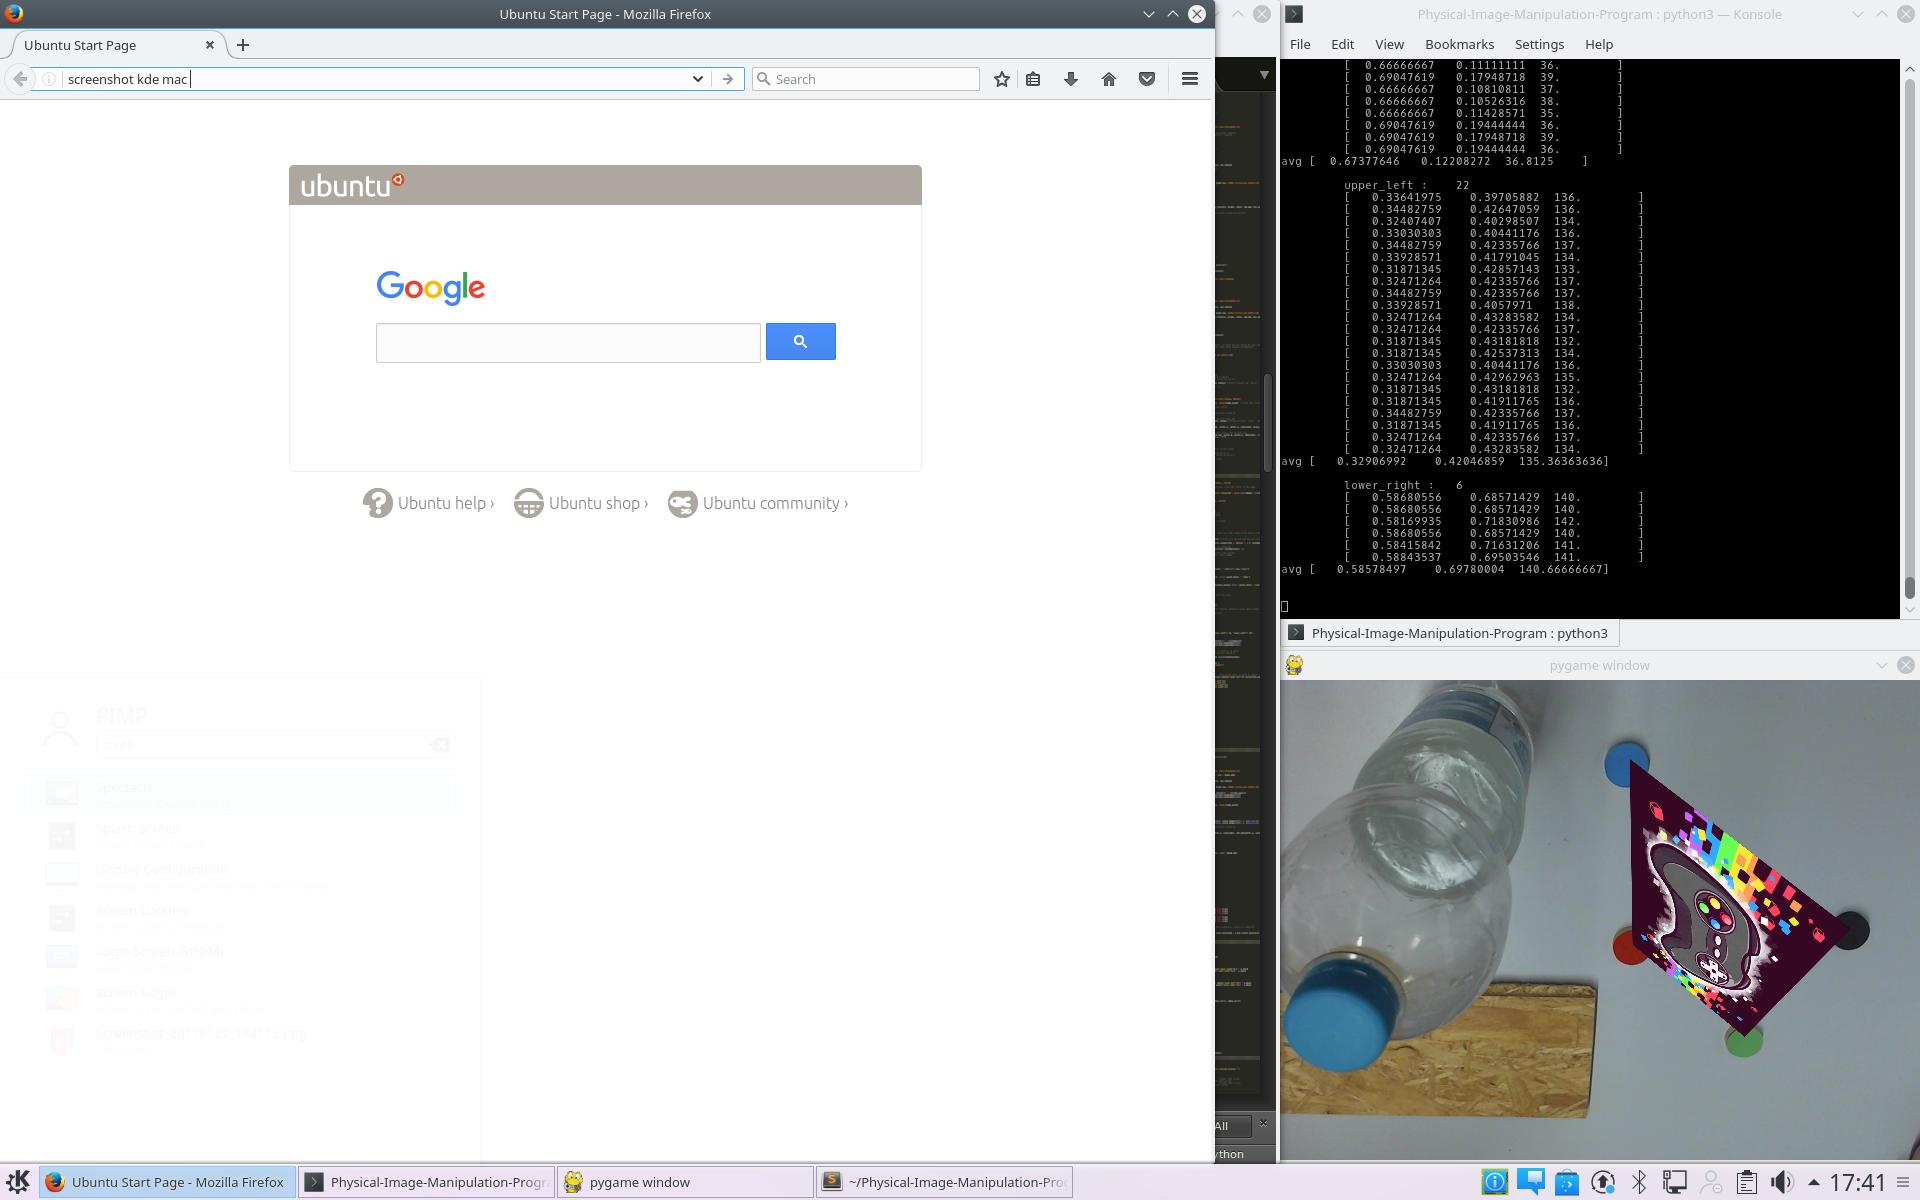 Ubuntu Start Page - Mozilla Firefox
Ubuntu Start Page
screenshot kde mac
Search
ubuntu
Google
Ubuntu help ›
Ubuntu shop ›
Ubuntu community ›
PIMP
scree
Spectacle
Splash Screen
Display Configuration
Screen Locking
Login Screen (SDDM)
Screen Edges
Screenshot_20170127_174112.png
All
ython
Physical-Image-Manipulation-Program : python3 — Konsole
File Edit View Bookmarks Settings Help
[ 0.66666667 0.11111111 36. ]
[ 0.69047619 0.17948718 39. ]
[ 0.66666667 0.10810811 37. ]
[ 0.66666667 0.10526316 38. ]
[ 0.66666667 0.11428571 35. ]
[ 0.69047619 0.19444444 36. ]
[ 0.69047619 0.17948718 39. ]
[ 0.69047619 0.19444444 36. ]
avg [ 0.67377646 0.12208272 36.8125 ]
upper_left : 22
[ 0.33641975 0.39705882 136. ]
[ 0.34482759 0.42647059 136. ]
[ 0.32407407 0.40298507 134. ]
[ 0.33030303 0.40441176 136. ]
[ 0.34482759 0.42335766 137. ]
[ 0.33928571 0.41791045 134. ]
[ 0.31871345 0.42857143 133. ]
[ 0.32471264 0.42335766 137. ]
[ 0.34482759 0.42335766 137. ]
[ 0.33928571 0.4057971 138. ]
[ 0.32471264 0.43283582 134. ]
[ 0.32471264 0.42335766 137. ]
[ 0.31871345 0.43181818 132. ]
[ 0.31871345 0.42537313 134. ]
[ 0.33030303 0.40441176 136. ]
[ 0.32471264 0.42962963 135. ]
[ 0.31871345 0.43181818 132. ]
[ 0.31871345 0.41911765 136. ]
[ 0.34482759 0.42335766 137. ]
[ 0.31871345 0.41911765 136. ]
[ 0.32471264 0.42335766 137. ]
[ 0.32471264 0.43283582 134. ]
avg [ 0.32906992 0.42046859 135.36363636]
lower_right : 6
[ 0.58680556 0.68571429 140. ]
[ 0.58680556 0.68571429 140. ]
[ 0.58169935 0.71830986 142. ]
[ 0.58680556 0.68571429 140. ]
[ 0.58415842 0.71631206 141. ]
[ 0.58843537 0.69503546 141. ]
avg [ 0.58578497 0.69780004 140.66666667]
Physical-Image-Manipulation-Program : python3
pygame window
Ubuntu Start Page - Mozilla Firefox
Physical-Image-Manipulation-Progr
pygame window
~/Physical-Image-Manipulation-Pro
17:41